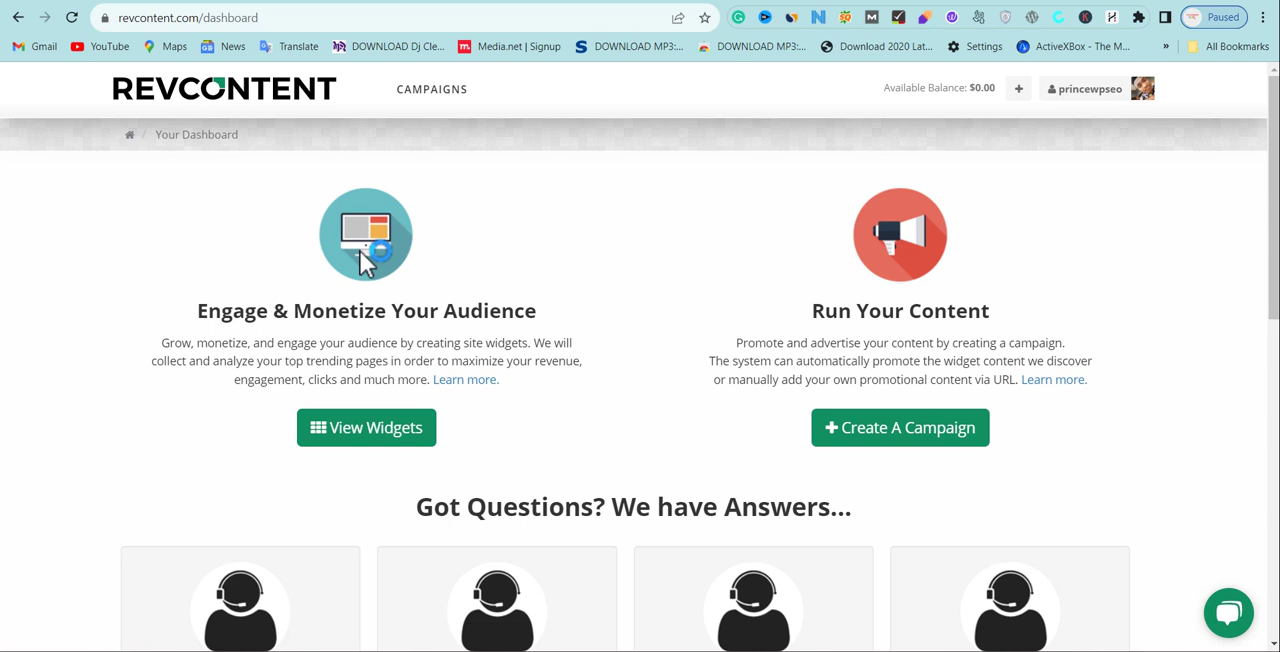 revcontent.com/dashboard
Paused
Gmail YouTube Maps News Translate DOWNLOAD Dj Cle... Media.net | Signup DOWNLOAD MP3:... DOWNLOAD MP3:... Download 2020 Lat... Settings ActiveXBox - The M... » All Bookmarks
REVCONTENT CAMPAIGNS Available Balance: $0.00 + princewpseo
/ Your Dashboard
Engage & Monetize Your Audience
Grow, monetize, and engage your audience by creating site widgets. We will
collect and analyze your top trending pages in order to maximize your revenue,
engagement, clicks and much more. Learn more.
View Widgets
Run Your Content
Promote and advertise your content by creating a campaign.
The system can automatically promote the widget content we discover
or manually add your own promotional content via URL. Learn more.
+ Create A Campaign
Got Questions? We have Answers...